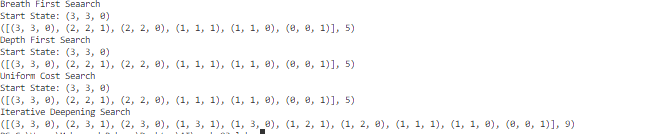 Breath First Seaarch
Start State: (3, 3, 0)
([(3, 3, 0), (2, 2, 1), (2, 2, 0), (1, 1, 1), (1, 1, 0), (0, 0, 1)], 5)
Depth First Search
Start State: (3, 3, 0)
([(3, 3, 0), (2, 2, 1), (2, 2, 0), (1, 1, 1), (1, 1, 0), (0, 0, 1)], 5)
Uniform Cost Search
Start State: (3, 3, 0)
([(3, 3, 0), (2, 2, 1), (2, 2, 0), (1, 1, 1), (1, 1, 0), (0, 0, 1)], 5)
Iterative Deepening Search
([(3, 3, 0), (2, 3, 1), (2, 3, 0), (1, 3, 1), (1, 3, 0), (1, 2, 1), (1, 2, 0), (1, 1, 1), (1, 1, 0), (0, 0, 1)], 9)